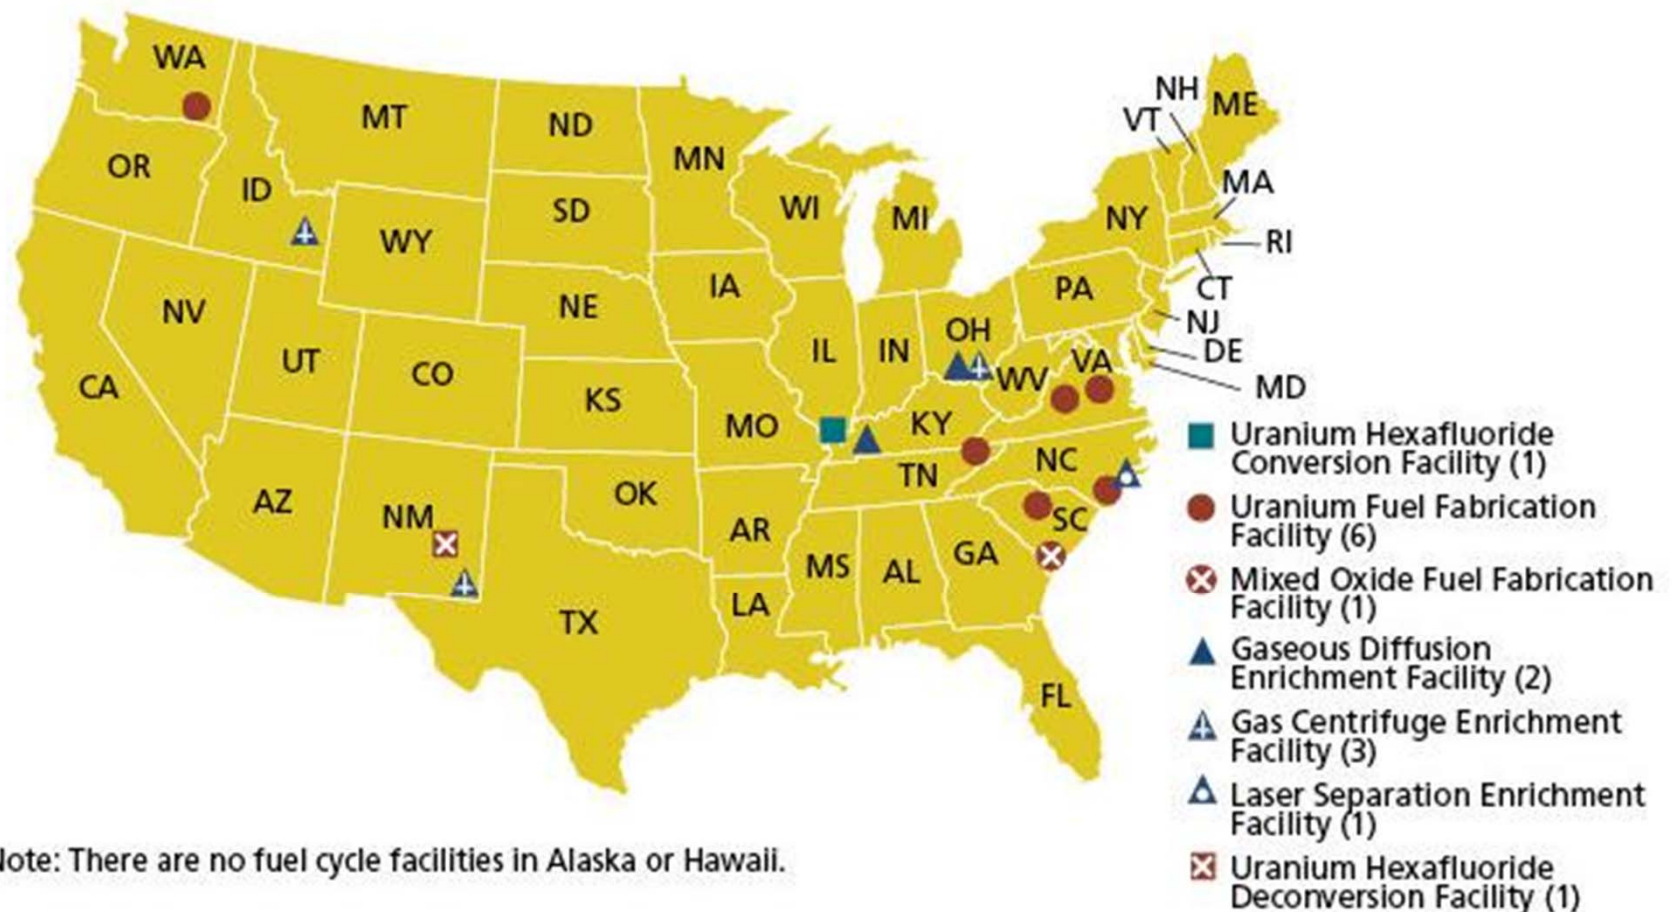 WA
MT
ND
MN
OR
ID
SD
WI
MI
WY
NH
ME
VT
MA
NY
RI
CT
NJ
DE
MD
PA
IA
NE
NV
UT
CO
CA
KS
MO
IL
IN
OH
WV
VA
KY
NC
TN
SC
AZ
NM
OK
AR
MS
AL
GA
LA
TX
FL
Uranium Hexafluoride
Conversion Facility (1)
Uranium Fuel Fabrication
Facility (6)
Mixed Oxide Fuel Fabrication
Facility (1)
Gaseous Diffusion
Enrichment Facility (2)
Gas Centrifuge Enrichment
Facility (3)
Laser Separation Enrichment
Facility (1)
Uranium Hexafluoride
Deconversion Facility (1)
Note: There are no fuel cycle facilities in Alaska or Hawaii.